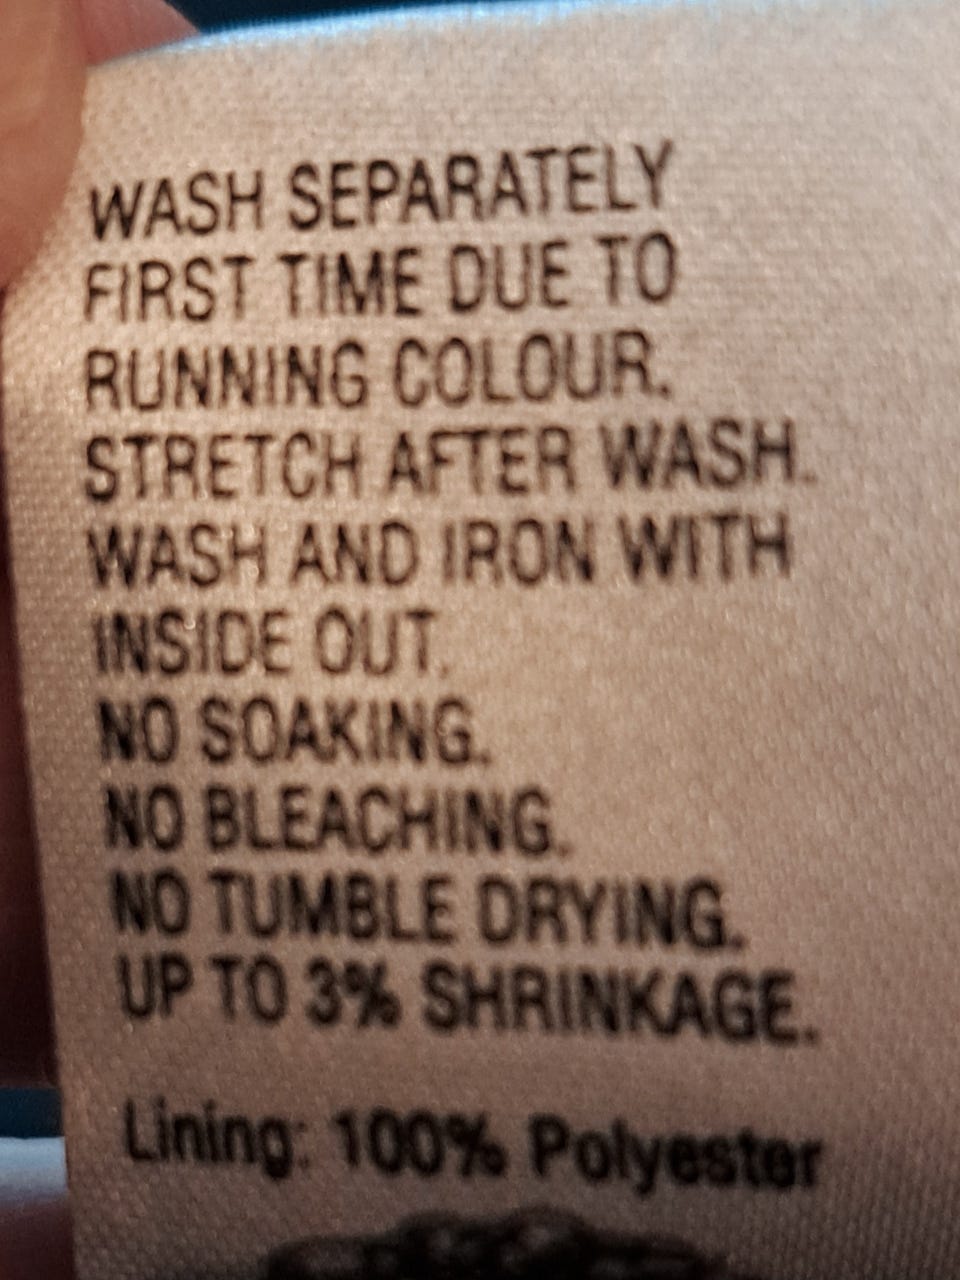 WASH SEPARATELY
FIRST TIME DUE TO
RUNNING COLOUR.
STRETCH AFTER WASH.
WASH AND IRON WITH
INSIDE OUT.
NO SOAKING.
NO BLEACHING.
NO TUMBLE DRYING.
UP TO 3% SHRINKAGE.
Lining: 100% Polyester